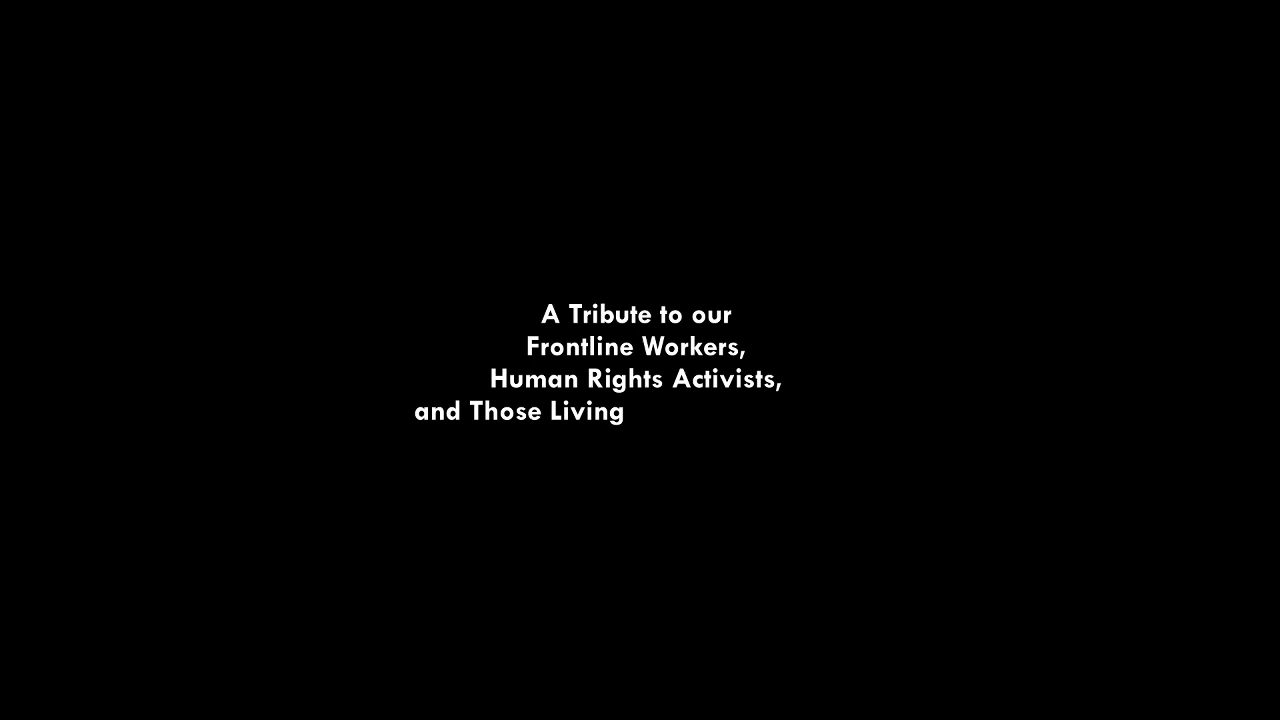 A Tribute to our
Frontline Workers,
Human Rights Activists,
and Those Living